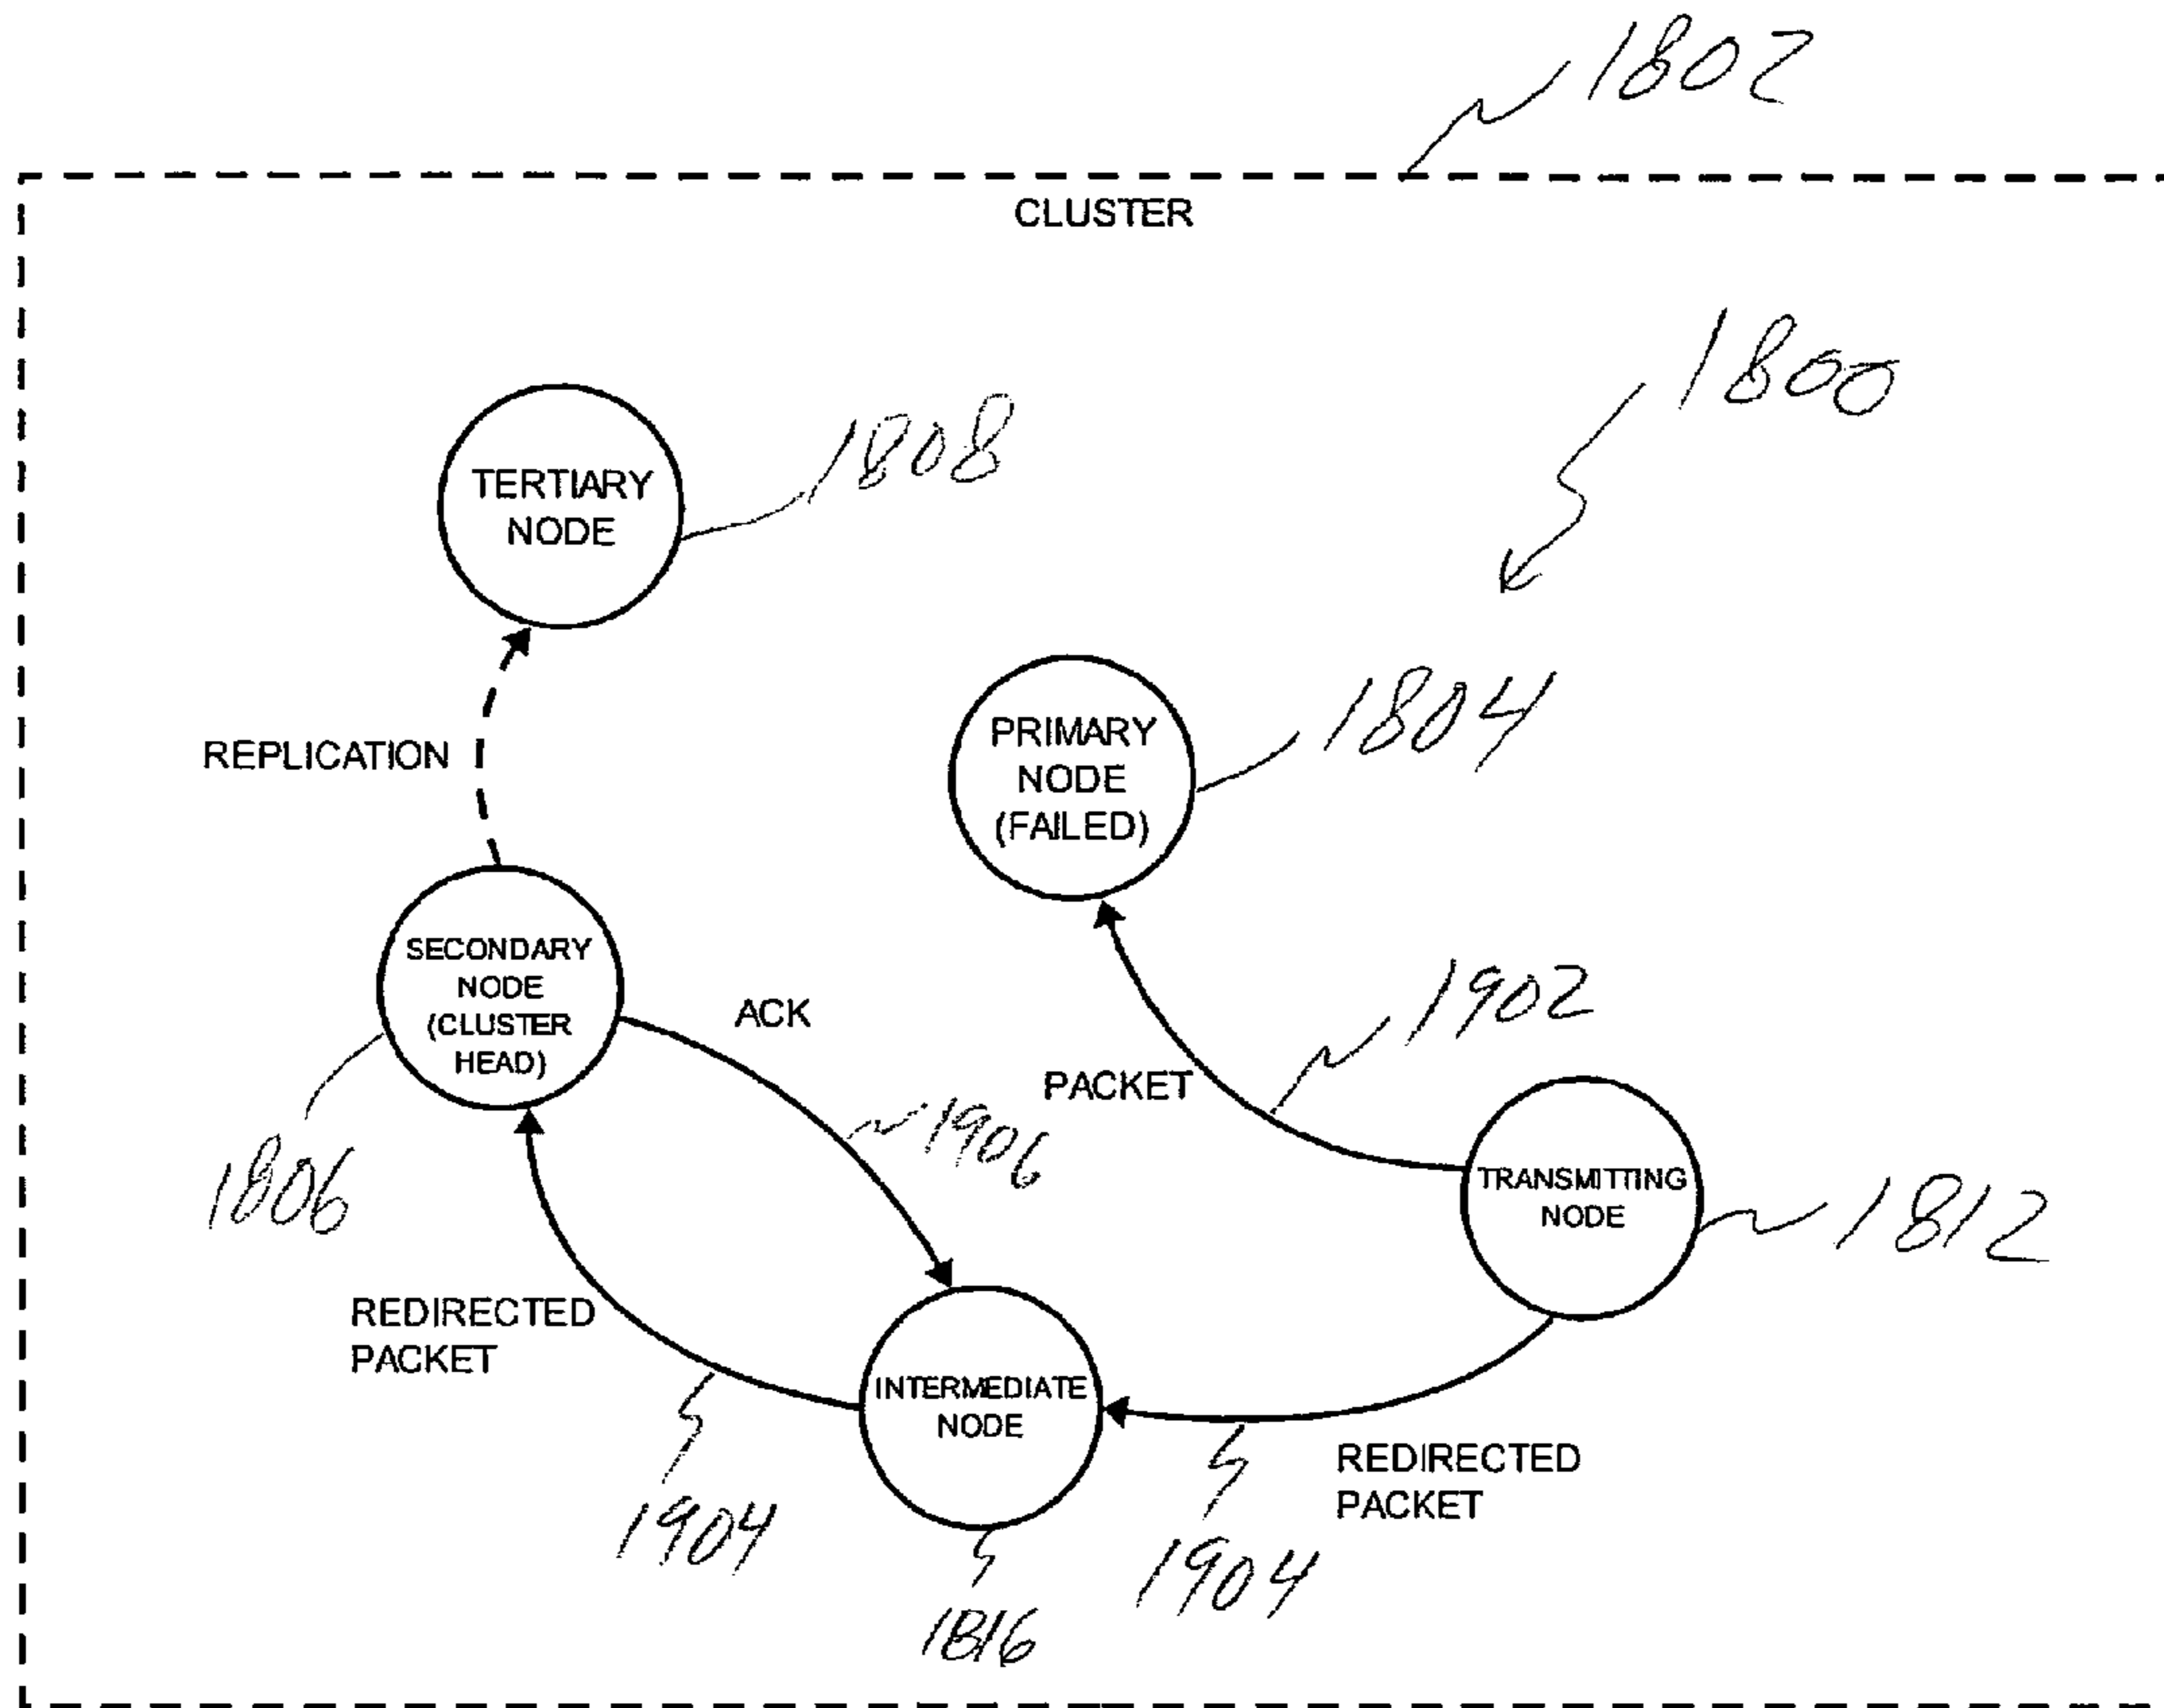 1802
CLUSTER
1800
TERTIARY
NODE
1808
REPLICATION
PRIMARY
NODE
(FAILED)
1804
SECONDARY
NODE
(CLUSTER
HEAD)
1806
ACK
1906
PACKET
1902
TRANSMITTING
NODE
1812
REDIRECTED
PACKET
1904
INTERMEDIATE
NODE
1816
REDIRECTED
PACKET
1904